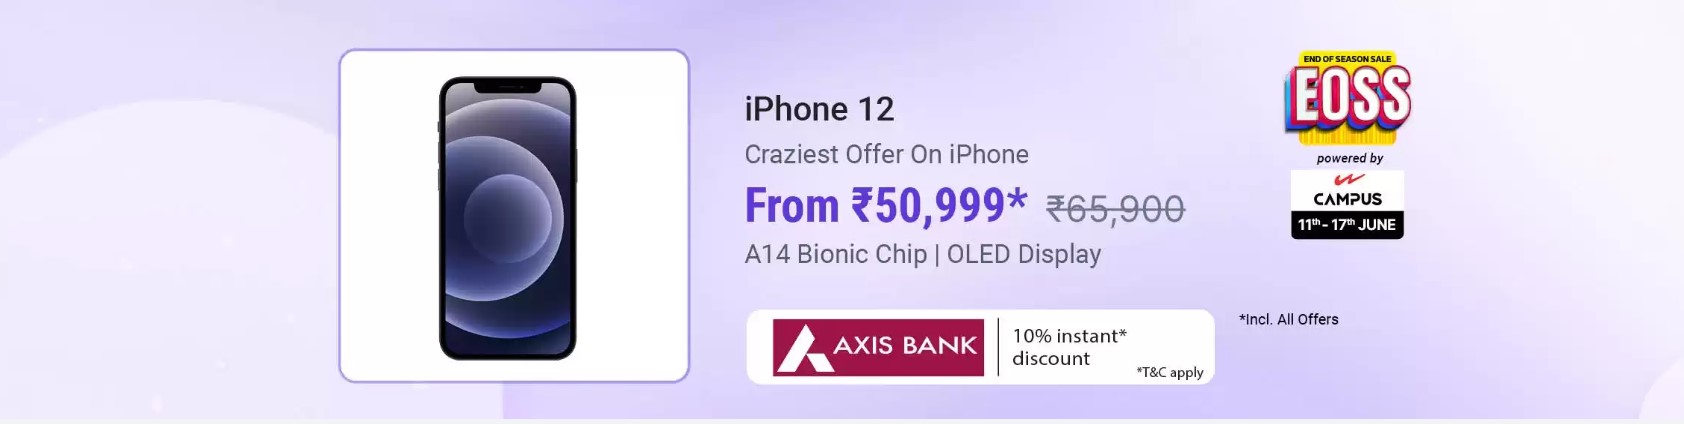 iPhone 12
Craziest Offer On iPhone
From ₹50,999* ₹65,900
A14 Bionic Chip | OLED Display
AXIS BANK
10% instant*
discount
*T&C apply
*Incl. All Offers
END OF SEASON SALE
EOSS
powered by
CAMPUS
11th - 17th JUNE